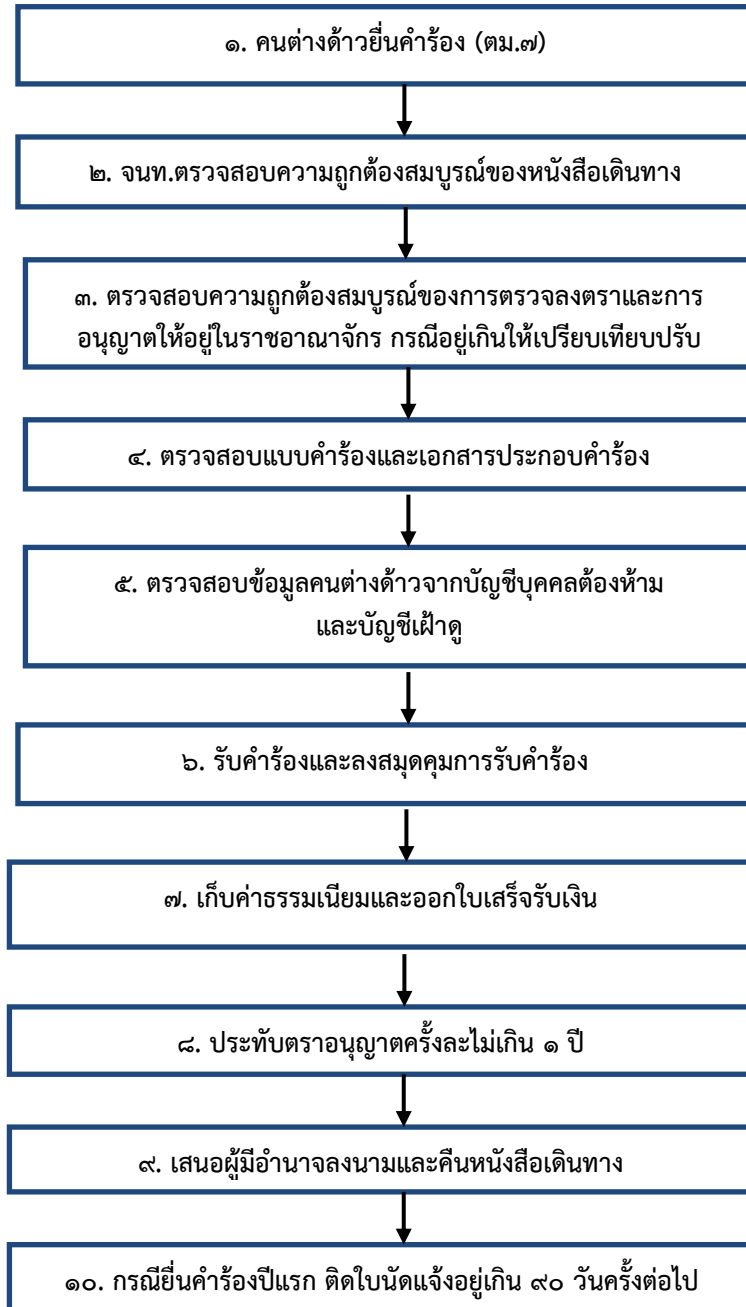 ๑. คนต่างด้าวยื่นคำร้อง (ตม.๗)
๒. จนท.ตรวจสอบความถูกต้องสมบูรณ์ของหนังสือเดินทาง
๓. ตรวจสอบความถูกต้องสมบูรณ์ของการตรวจลงตราและการ
อนุญาตให้อยู่ในราชอาณาจักร กรณีอยู่เกินให้เปรียบเทียบปรับ
๔. ตรวจสอบแบบคำร้องและเอกสารประกอบคำร้อง
๕. ตรวจสอบข้อมูลคนต่างด้าวจากบัญชีบุคคลต้องห้าม
และบัญชีเฝ้าดู
๖. รับคำร้องและลงสมุดคุมการรับคำร้อง
๗. เก็บค่าธรรมเนียมและออกใบเสร็จรับเงิน
๘. ประทับตราอนุญาตครั้งละไม่เกิน ๑ ปี
๙. เสนอผู้มีอำนาจลงนามและคืนหนังสือเดินทาง
๑๐. กรณียื่นคำร้องปีแรก ติดใบนัดแจ้งอยู่เกิน ๙๐ วันครั้งต่อไป